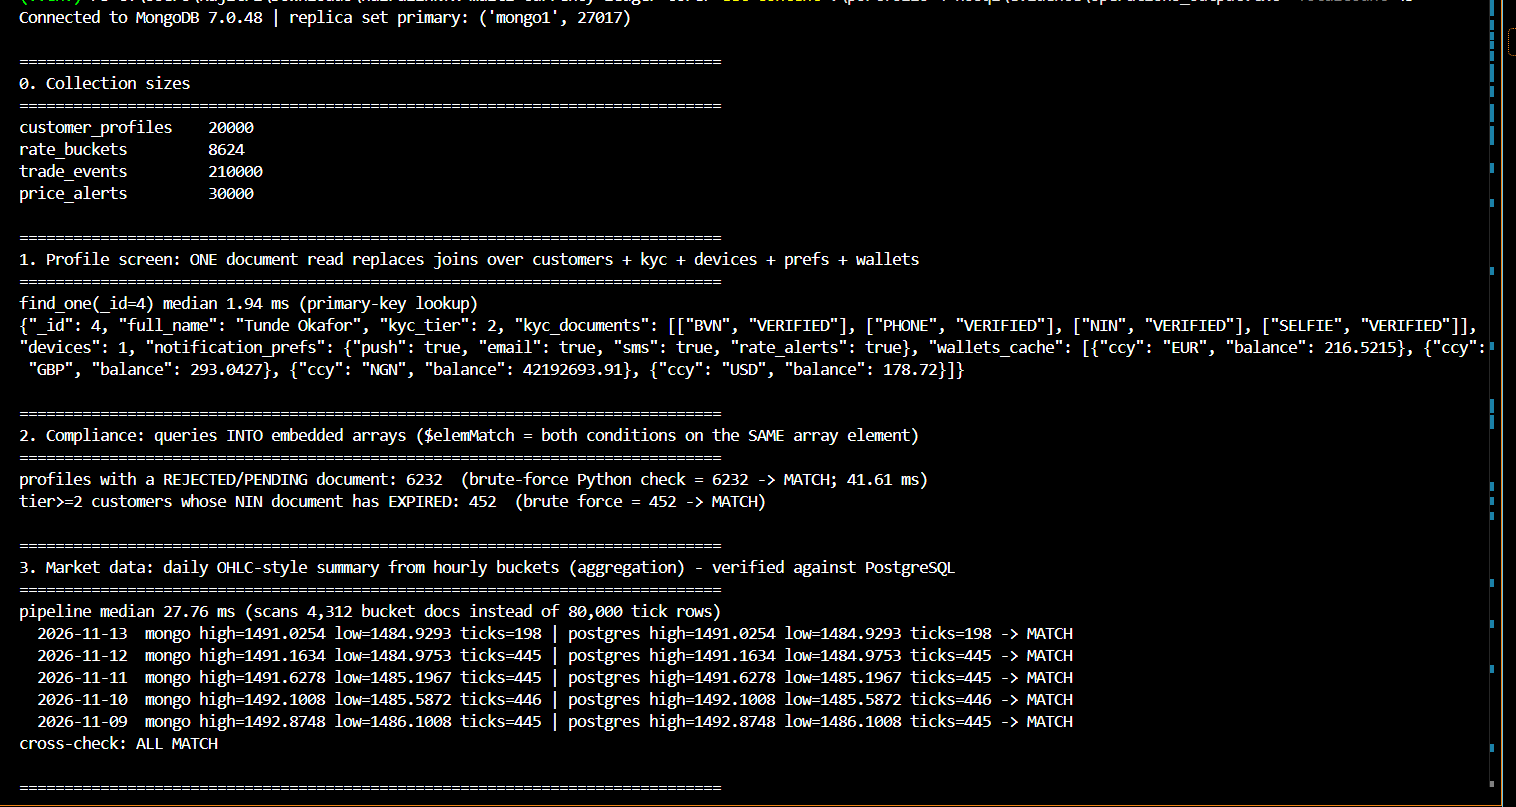 Connected to MongoDB 7.0.48 | replica set primary: ('mongo1', 27017)
================================================================================
0. Collection sizes
================================================================================
customer_profiles    20000
rate_buckets         8624
trade_events         210000
price_alerts         30000
================================================================================
1. Profile screen: ONE document read replaces joins over customers + kyc + devices + prefs + wallets
================================================================================
find_one(_id=4) median 1.94 ms (primary-key lookup)
{"_id": 4, "full_name": "Tunde Okafor", "kyc_tier": 2, "kyc_documents": [["BVN", "VERIFIED"], ["PHONE", "VERIFIED"], ["NIN", "VERIFIED"], ["SELFIE", "VERIFIED"]],
"devices": 1, "notification_prefs": {"push": true, "email": true, "sms": true, "rate_alerts": true}, "wallets_cache": [{"ccy": "EUR", "balance": 216.5215}, {"ccy":
"GBP", "balance": 293.0427}, {"ccy": "NGN", "balance": 42192693.91}, {"ccy": "USD", "balance": 178.72}]}
================================================================================
2. Compliance: queries INTO embedded arrays ($elemMatch = both conditions on the SAME array element)
================================================================================
profiles with a REJECTED/PENDING document: 6232  (brute-force Python check = 6232 -> MATCH; 41.61 ms)
tier>=2 customers whose NIN document has EXPIRED: 452  (brute force = 452 -> MATCH)
================================================================================
3. Market data: daily OHLC-style summary from hourly buckets (aggregation) - verified against PostgreSQL
================================================================================
pipeline median 27.76 ms (scans 4,312 bucket docs instead of 80,000 tick rows)
2026-11-13  mongo high=1491.0254 low=1484.9293 ticks=198 | postgres high=1491.0254 low=1484.9293 ticks=198 -> MATCH
2026-11-12  mongo high=1491.1634 low=1484.9753 ticks=445 | postgres high=1491.1634 low=1484.9753 ticks=445 -> MATCH
2026-11-11  mongo high=1491.6278 low=1485.1967 ticks=445 | postgres high=1491.6278 low=1485.1967 ticks=445 -> MATCH
2026-11-10  mongo high=1492.1008 low=1485.5872 ticks=446 | postgres high=1492.1008 low=1485.5872 ticks=446 -> MATCH
2026-11-09  mongo high=1492.8748 low=1486.1008 ticks=445 | postgres high=1492.8748 low=1486.1008 ticks=445 -> MATCH
cross-check: ALL MATCH
================================================================================